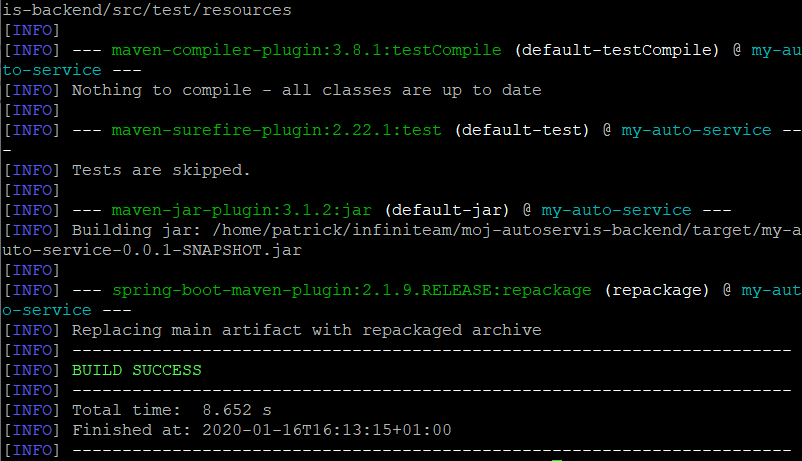 is-backend/src/test/resources
[INFO]
[INFO] --- maven-compiler-plugin:3.8.1:testCompile (default-testCompile) @ my-au
to-service ---
[INFO] Nothing to compile - all classes are up to date
[INFO]
[INFO] --- maven-surefire-plugin:2.22.1:test (default-test) @ my-auto-service --
-
[INFO] Tests are skipped.
[INFO]
[INFO] --- maven-jar-plugin:3.1.2:jar (default-jar) @ my-auto-service ---
[INFO] Building jar: /home/patrick/infiniteam/moj-autoservis-backend/target/my-a
uto-service-0.0.1-SNAPSHOT.jar
[INFO]
[INFO] --- spring-boot-maven-plugin:2.1.9.RELEASE:repackage (repackage) @ my-aut
o-service ---
[INFO] Replacing main artifact with repackaged archive
[INFO] ------------------------------------------------------------------------
[INFO] BUILD SUCCESS
[INFO] ------------------------------------------------------------------------
[INFO] Total time:  8.652 s
[INFO] Finished at: 2020-01-16T16:13:15+01:00
[INFO] ------------------------------------------------------------------------